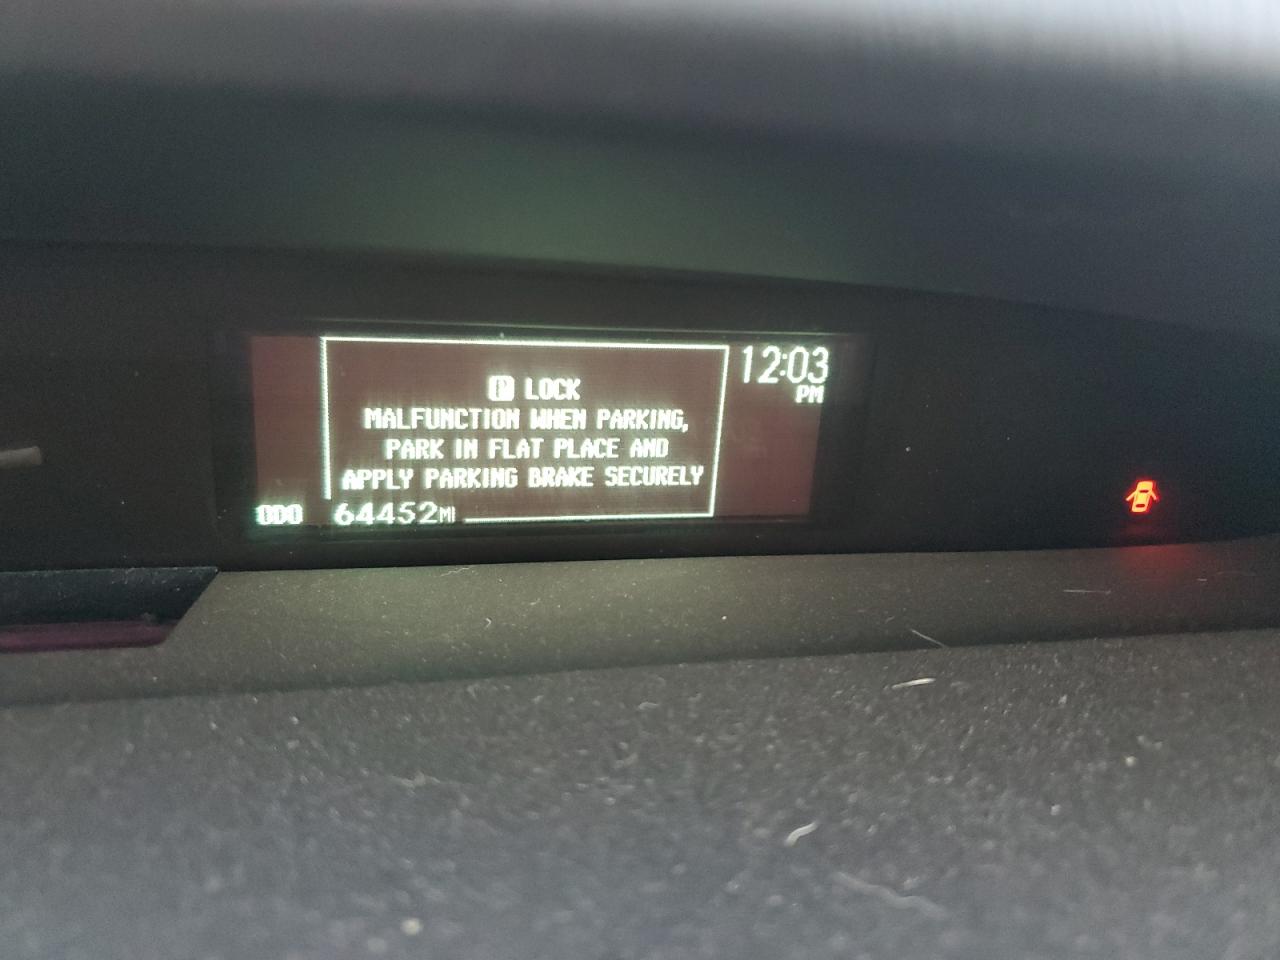 P LOCK
MALFUNCTION WHEN PARKING,
PARK IN FLAT PLACE AND
APPLY PARKING BRAKE SECURELY
12:03
PM
ODO 64452MI